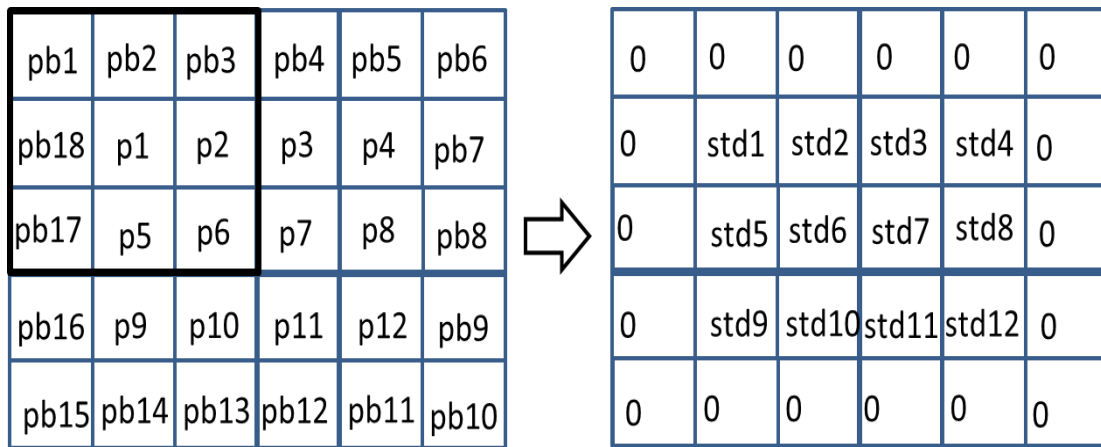 pb1 pb2 pb3 pb4 pb5 pb6
pb18 p1 p2 p3 p4 pb7
pb17 p5 p6 p7 p8 pb8
pb16 p9 p10 p11 p12 pb9
pb15 pb14 pb13 pb12 pb11 pb10
0 0 0 0 0 0
0 std1 std2 std3 std4 0
0 std5 std6 std7 std8 0
0 std9 std10 std11 std12 0
0 0 0 0 0 0